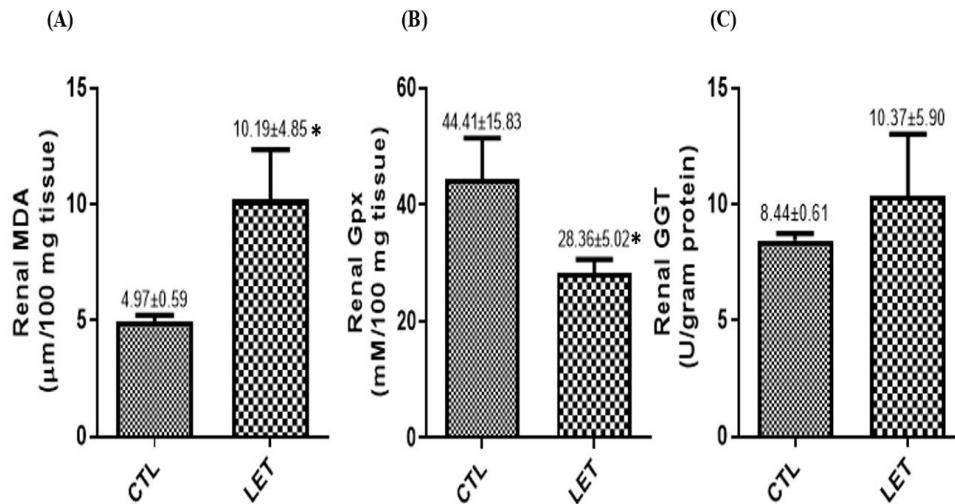 (A)
Renal MDA
(μm/100 mg tissue)
15
10
5
0
4.97±0.59
10.19±4.85 *
CTL
LET
(B)
Renal Gpx
(mM/100 mg tissue)
60
40
20
0
44.41±15.83
28.36±5.02*
CTL
LET
(C)
Renal GGT
(U/gram protein)
15
10
5
0
8.44±0.61
10.37±5.90
CTL
LET